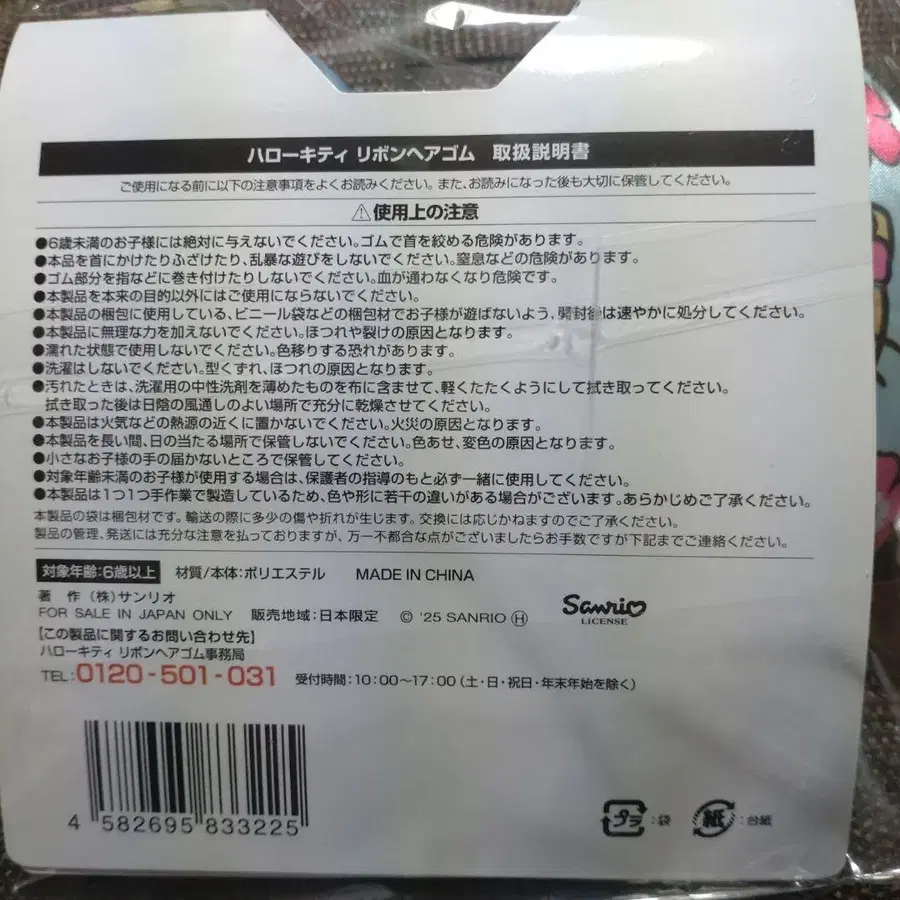 ハローキティ リボンヘアゴム 取扱説明書
ご使用になる前に以下の注意事項をよくお読みください。また、お読みになった後も大切に保管してください。
⚠使用上の注意
●6歳未満のお子様には絶対に与えないでください。ゴムで首を絞める危険があります。
●本品を首にかけたりふざけたり、乱暴な遊びをしないでください。窒息などの危険があります。
●ゴム部分を指などに巻き付けたりしないでください。血が通わなくなり危険です。
●本製品を本来の目的以外にはご使用にならないでください。
●本製品の梱包に使用している、ビニール袋などの梱包材でお子様が遊ばないよう、開封後は速やかに処分してください。
●本製品に無理な力を加えないでください。ほつれや裂けの原因となります。
●濡れた状態で使用しないでください。色移りする恐れがあります。
●洗濯はしないでください。型くずれ、ほつれの原因となります。
●汚れたときは、洗濯用の中性洗剤を薄めたものを布に含ませて、軽くたたくようにして拭き取ってください。
拭き取った後は日陰の風通しのよい場所で充分に乾燥させてください。
●本製品は火気などの熱源の近くに置かないでください。火災の原因となります。
●本製品を長い間、日の当たる場所で保管しないでください。色あせ、変色の原因となります。
●小さなお子様の手の届かないところで保管してください。
●対象年齢未満のお子様が使用する場合は、保護者の指導のもと必ず一緒に使用してください。
●本製品は1つ1つ手作業で製造しているため、色や形に若干の違いがある場合がございます。あらかじめご了承ください。
本製品の袋は梱包材です。輸送の際に多少の傷や折れが生じます。交換には応じかねますのでご了承ください。
製品の管理、発送には充分な注意を払っておりますが、万一不都合な点がございましたらお手数ですが下記までご連絡ください。
対象年齢:6歳以上 材質/本体:ポリエステル MADE IN CHINA
著 作 (株)サンリオ
FOR SALE IN JAPAN ONLY 販売地域:日本限定 © '25 SANRIO Ⓗ
Sanrio
LICENSE
【この製品に関するお問い合わせ先】
ハローキティ リボンヘアゴム事務局
TEL:0120-501-031 受付時間:10:00〜17:00(土・日・祝日・年末年始を除く)
4 582695 833225
プラ :袋 紙 :台紙